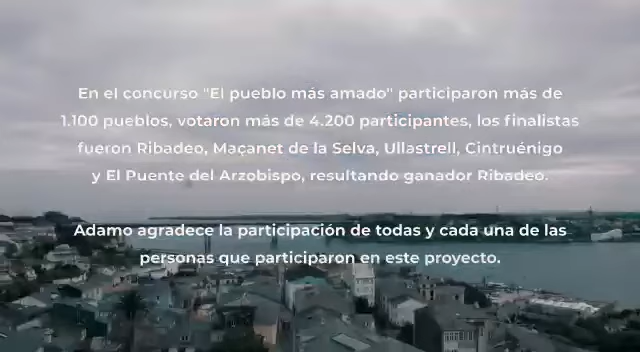 En el concurso "El pueblo más amado" participaron más de
1.100 pueblos, votaron más de 4.200 participantes, los finalistas
fueron Ribadeo, Maçanet de la Selva, Ullastrell, Cintruénigo
y El Puente del Arzobispo, resultando ganador Ribadeo.
Adamo agradece la participación de todas y cada una de las
personas que participaron en este proyecto.